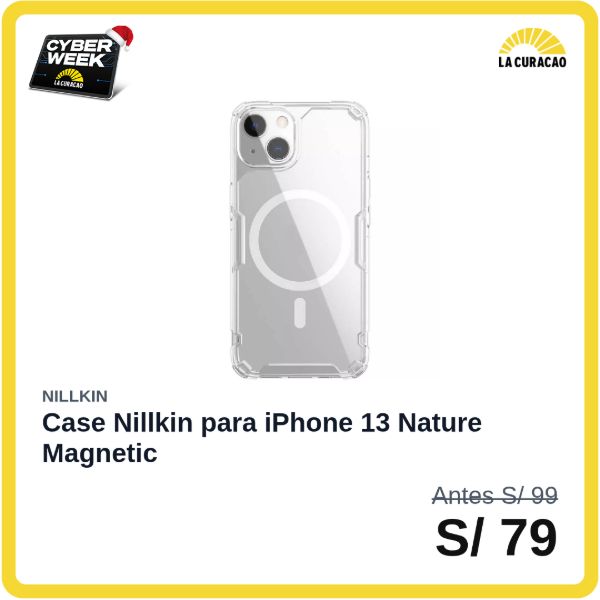 CYBER
WEEK
LA CURACAO
LA CURACAO
NILLKIN
Case Nillkin para iPhone 13 Nature
Magnetic
Antes S/ 99
S/ 79